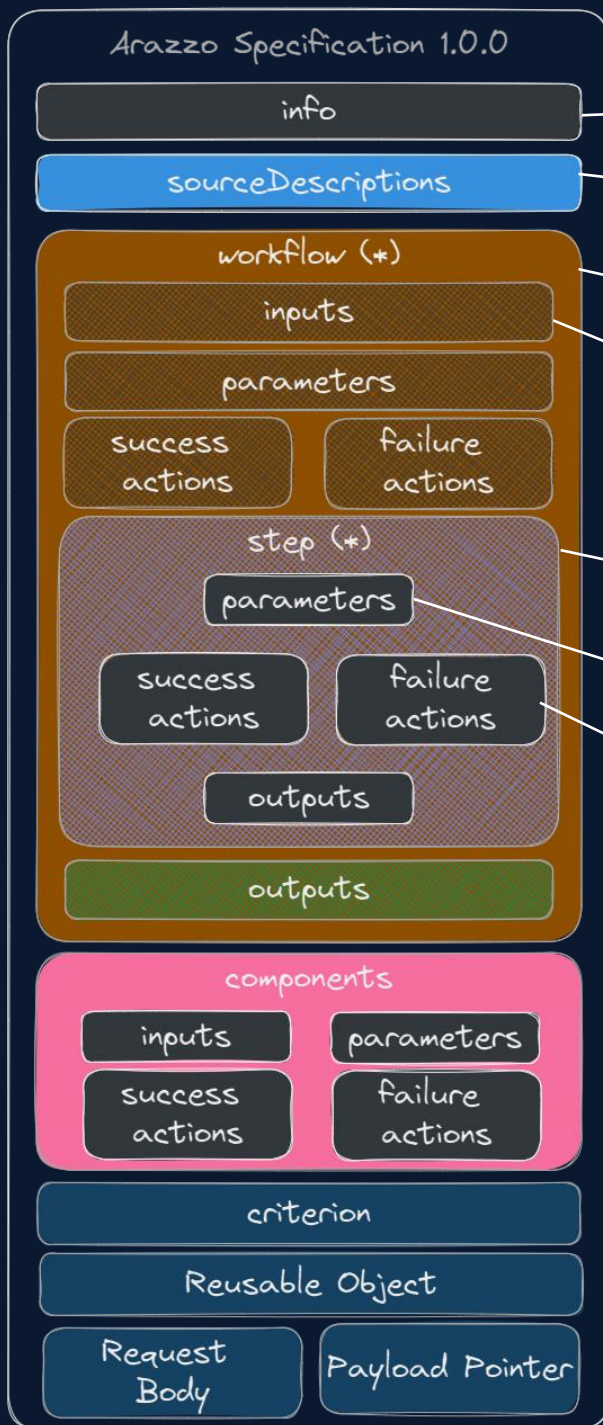 Arazzo Specification 1.0.0
info
sourceDescriptions
workflow (*)
inputs
parameters
success
actions
failure
actions
step (*)
parameters
success
actions
failure
actions
outputs
outputs
components
inputs
parameters
success
actions
failure
actions
criterion
Reusable Object
Request
Body
Payload Pointer